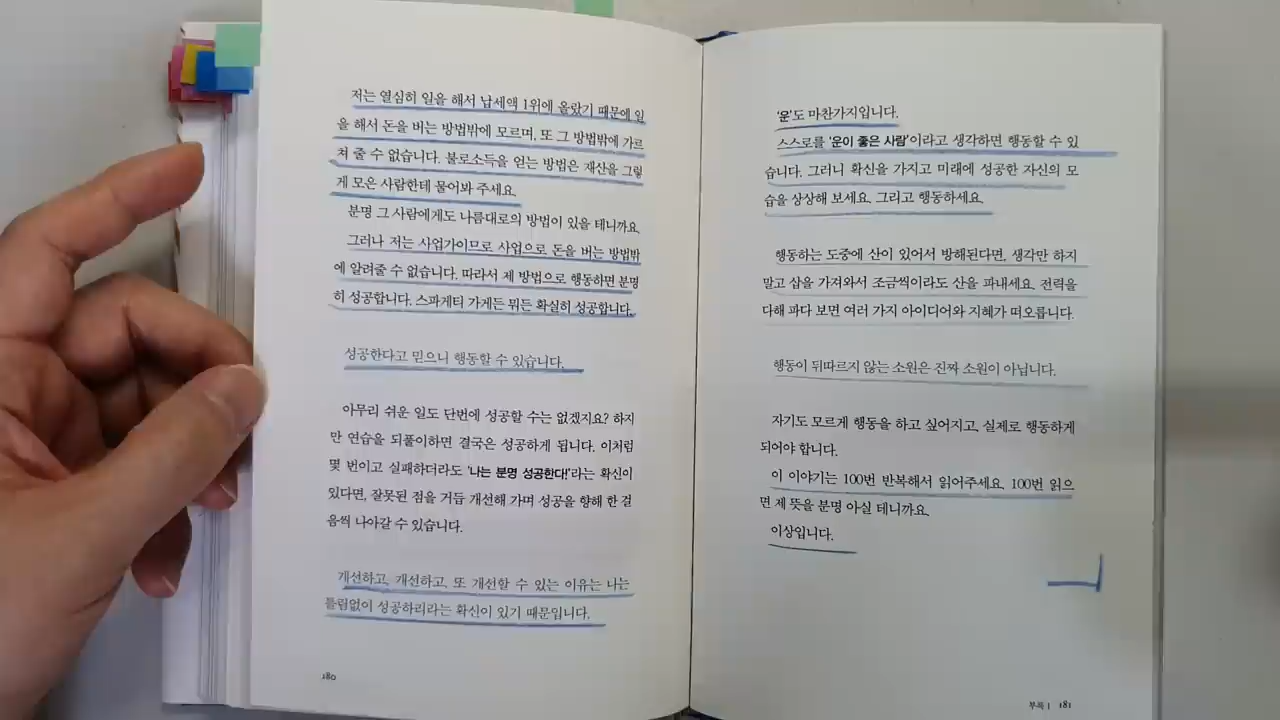 저는 열심히 일을 해서 납세액 1위에 올랐기 때문에 일
을 해서 돈을 버는 방법밖에 모르며, 또 그 방법밖에 가르
쳐 줄 수 없습니다. 불로소득을 얻는 방법은 재산을 그렇
게 모은 사람한테 물어봐 주세요.
분명 그 사람에게도 나름대로의 방법이 있을 테니까요.
그러나 저는 사업가이므로 사업으로 돈을 버는 방법밖
에 알려줄 수 없습니다. 따라서 제 방법으로 행동하면 분명
히 성공합니다. 스파게티 가게든 뭐든 확실히 성공합니다.
성공한다고 믿으니 행동할 수 있습니다.
아무리 쉬운 일도 단번에 성공할 수는 없겠지요? 하지
만 연습을 되풀이하면 결국은 성공하게 됩니다. 이처럼
몇 번이고 실패하더라도 '나는 분명 성공한다!'라는 확신이
있다면, 잘못된 점을 거듭 개선해 가며 성공을 향해 한 걸
음씩 나아갈 수 있습니다.
개선하고, 개선하고, 또 개선할 수 있는 이유는 나는
틀림없이 성공하리라는 확신이 있기 때문입니다.
180
'운'도 마찬가지입니다.
스스로를 '운이 좋은 사람'이라고 생각하면 행동할 수 있
습니다. 그러니 확신을 가지고 미래에 성공한 자신의 모
습을 상상해 보세요. 그리고 행동하세요.
행동하는 도중에 산이 있어서 방해된다면, 생각만 하지
말고 삽을 가져와서 조금씩이라도 산을 파내세요. 전력을
다해 파다 보면 여러 가지 아이디어와 지혜가 떠오릅니다.
행동이 뒤따르지 않는 소원은 진짜 소원이 아닙니다.
자기도 모르게 행동을 하고 싶어지고, 실제로 행동하게
되어야 합니다.
이 이야기는 100번 반복해서 읽어주세요. 100번 읽으
면 제 뜻을 분명 아실 테니까요.
이상입니다.
부록 1 181